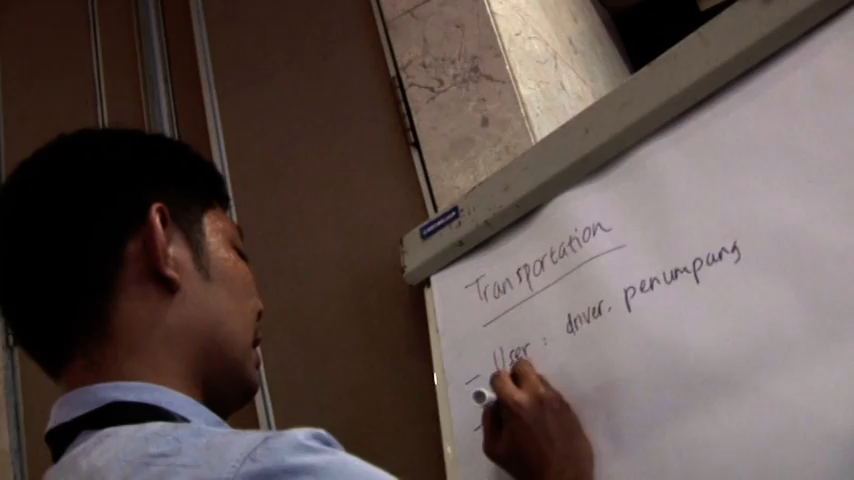 Transportation
- User : driver. penumpang
-